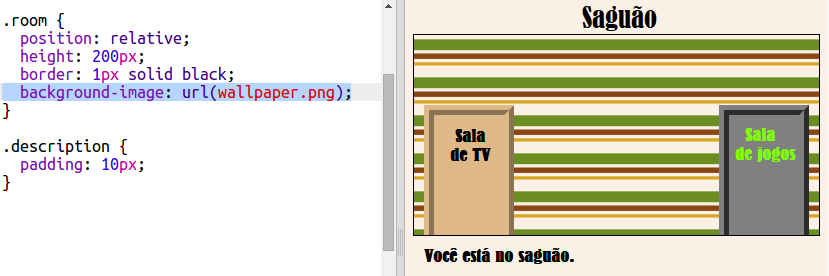 .room {
  position: relative;
  height: 200px;
  border: 1px solid black;
  background-image: url(wallpaper.png);
}
.description {
  padding: 10px;
}
Saguão
Sala
de TV
Sala
de jogos
Você está no saguão.